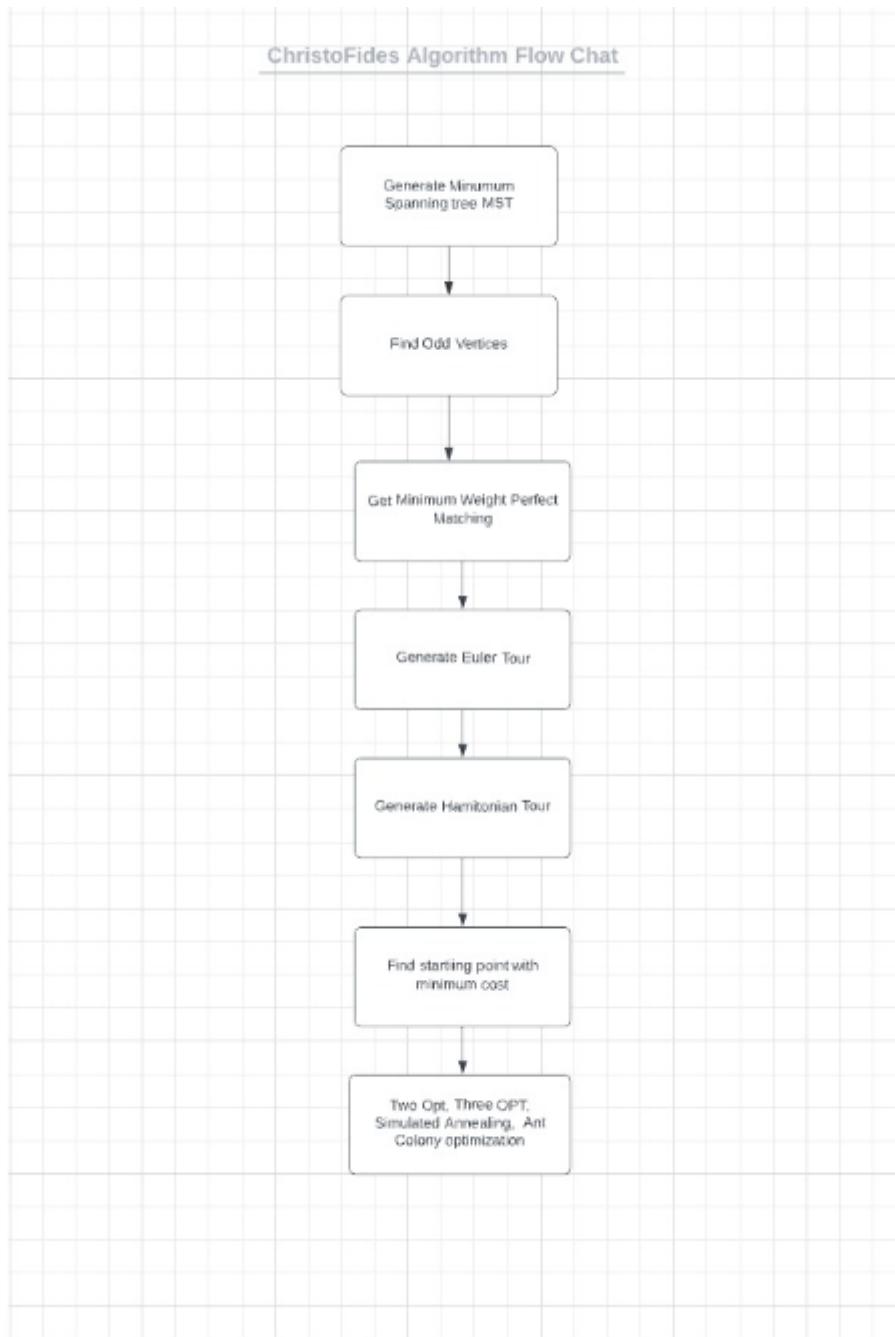 ChristoFides Algorithm Flow Chat
Generate Minumum
Spanning tree MST
Find Odd Vertices
Get Minimum Weight Perfect
Matching
Generate Euler Tour
Generate Hamitonian Tour
Find startiing point with
minimum cost
Two Opt, Three OPT,
Simulated Annealing, Ant
Colony optimization